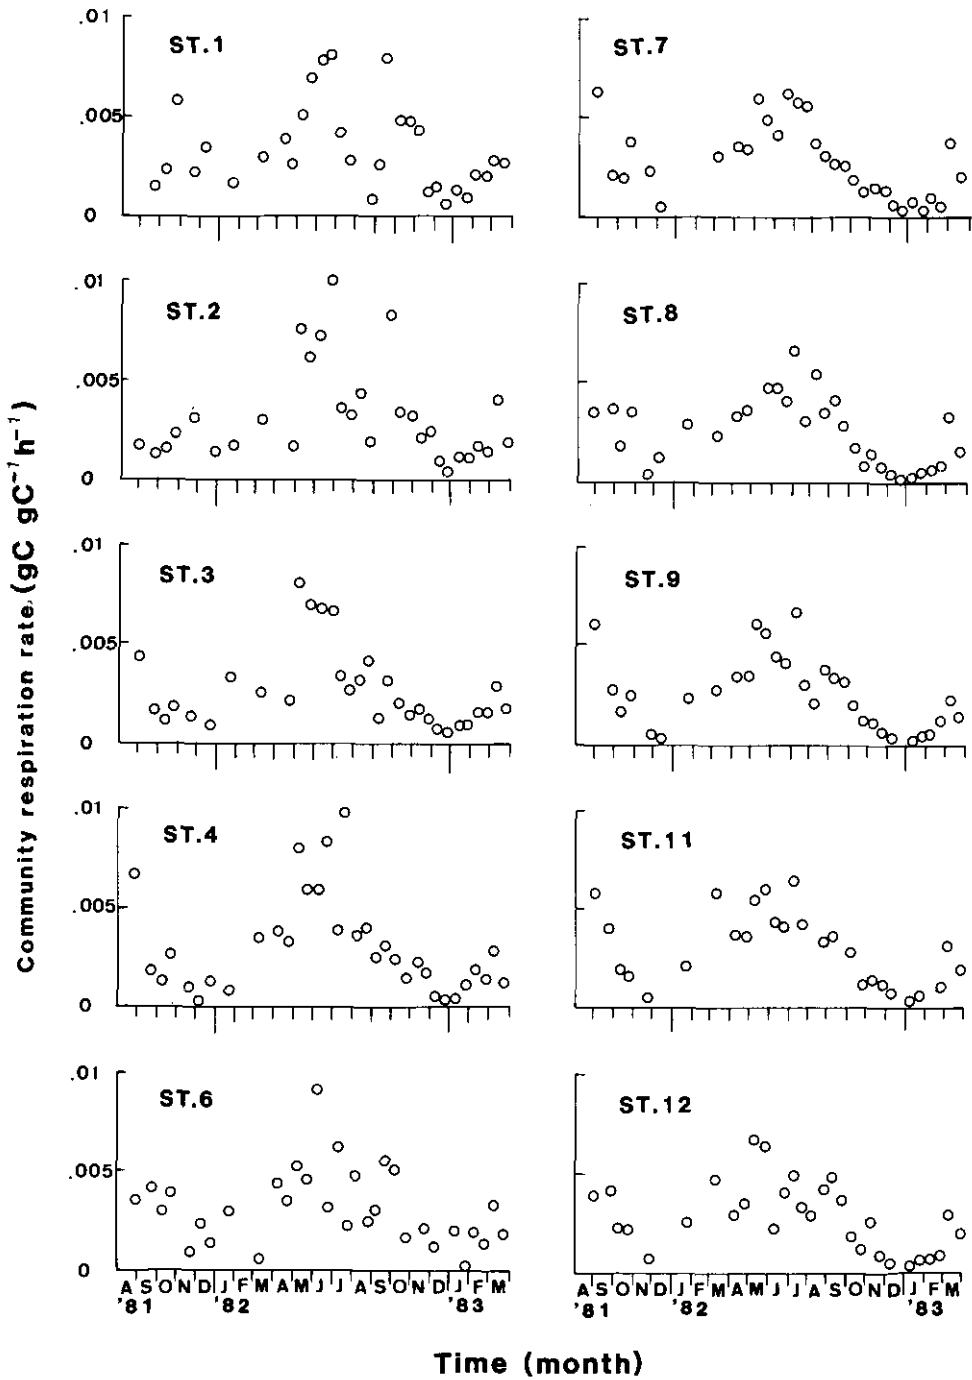 Community respiration rate (gC gC⁻¹h⁻¹)
.01
.005
0
ST.1
ST.7
.01
.005
0
ST.2
ST.8
.01
.005
0
ST.3
ST.9
.01
.005
0
ST.4
ST.11
.01
.005
0
ST.6
ST.12
A S O N D J F M A M J J A S O N D J F M
'81 '82 '83
A S O N D J F M A M J J A S O N D J F M
'81 '82 '83
Time (month)